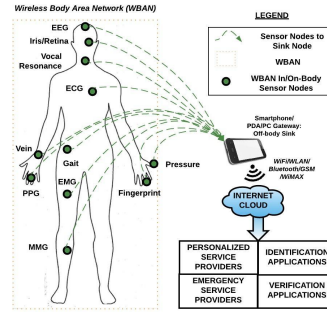 Wireless Body Area Network (WBAN)
EEG
Iris/Retina
Vocal
Resonance
ECG
Vein
Gait
Pressure
PPG
EMG
Fingerprint
MMG
LEGEND
Sensor Nodes to
Sink Node
WBAN
WBAN In/On-Body
Sensor Nodes
Smartphone/
PDA/PC Gateway:
Off-body Sink
WiFi/WLAN/
Bluetooth/GSM
/WiMAX
INTERNET
CLOUD
PERSONALIZED
SERVICE
PROVIDERS
IDENTIFICATION
APPLICATIONS
EMERGENCY
SERVICE
PROVIDERS
VERIFICATION
APPLICATIONS